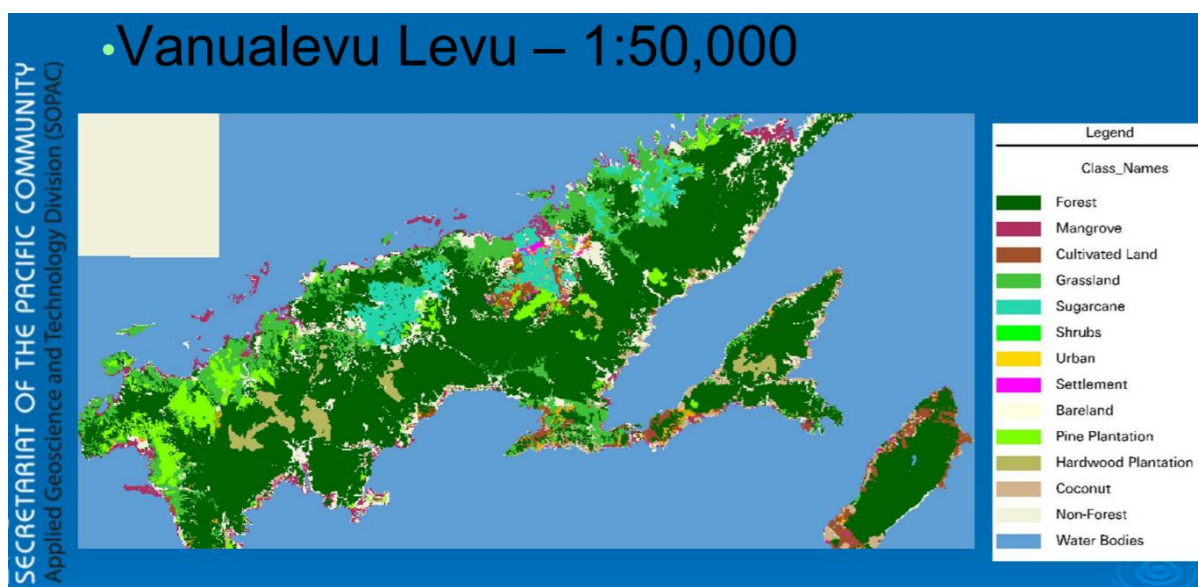 •Vanualevu Levu – 1:50,000
SECRETARIAT OF THE PACIFIC COMMUNITY
Applied Geoscience and Technology Division (SOPAC)
Legend
Class_Names
Forest
Mangrove
Cultivated Land
Grassland
Sugarcane
Shrubs
Urban
Settlement
Bareland
Pine Plantation
Hardwood Plantation
Coconut
Non-Forest
Water Bodies